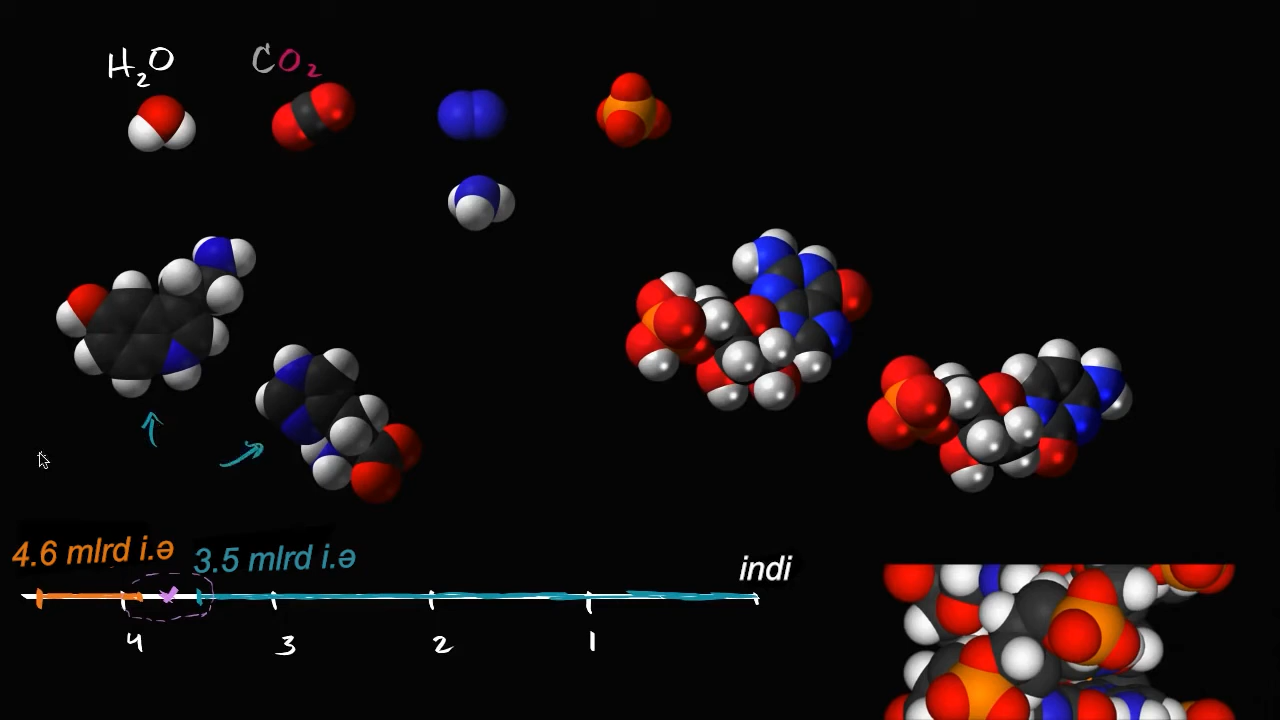 H₂O
CO₂
4.6 mlrd i.ə
3.5 mlrd i.ə
indi
4
3
2
1